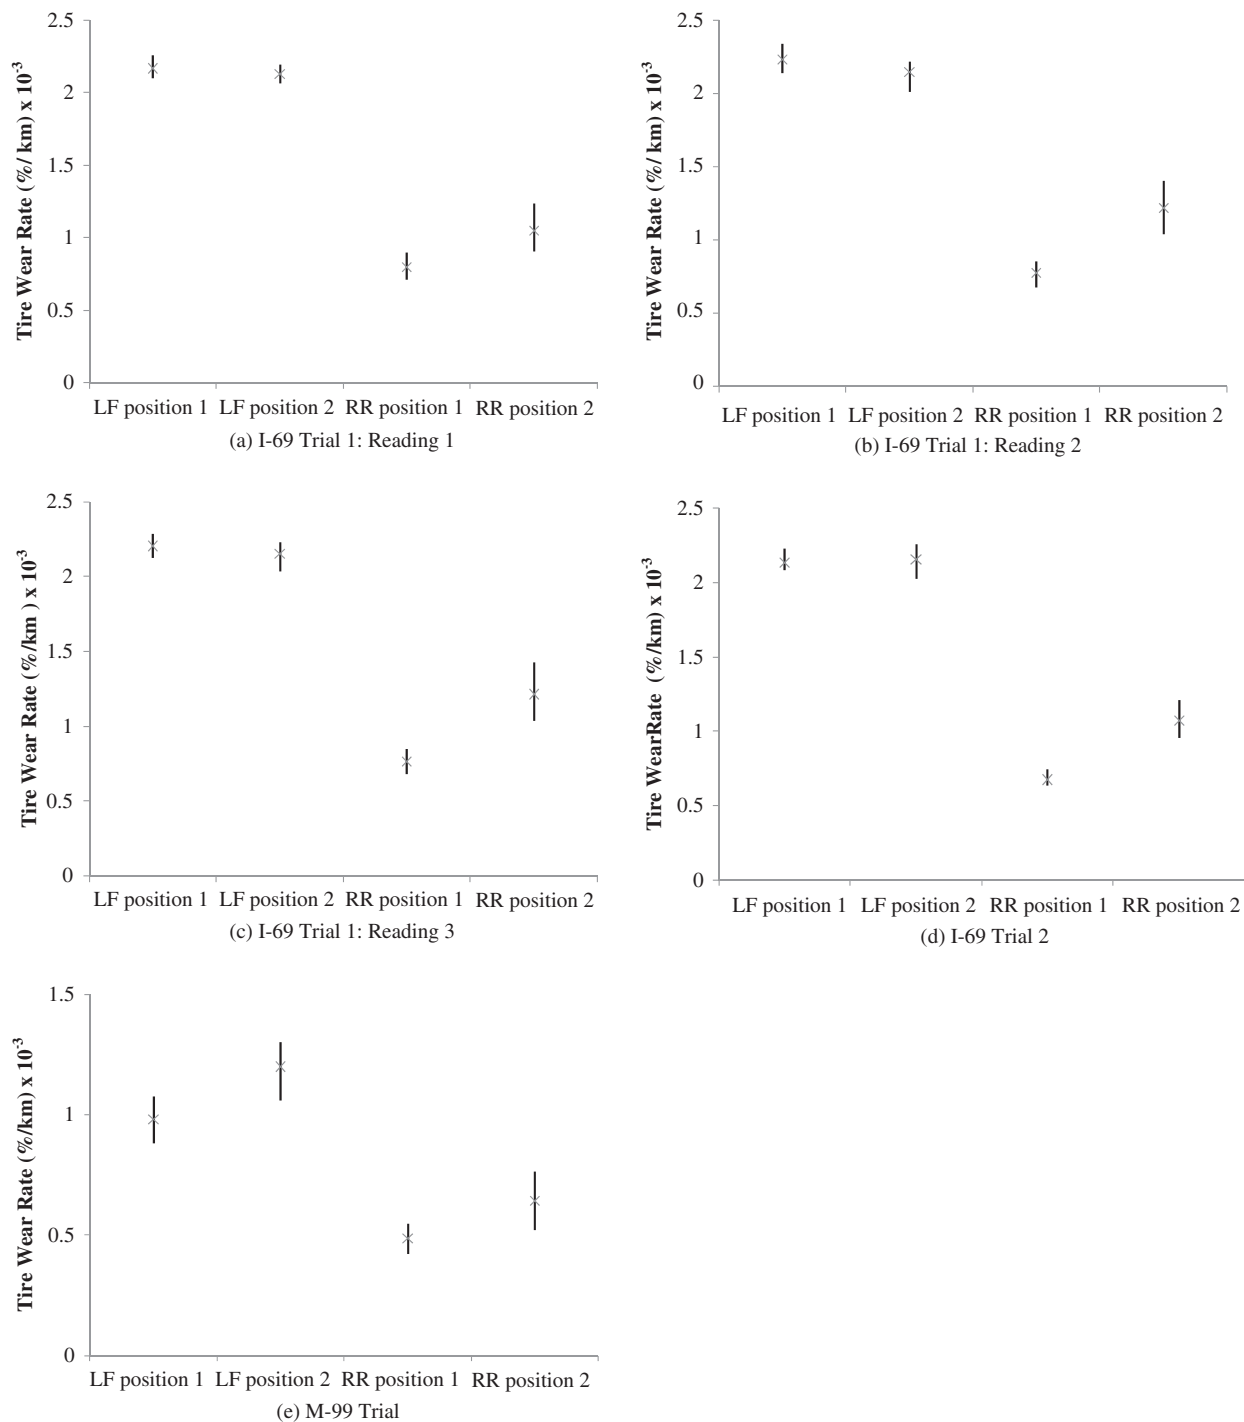 Tire Wear Rate (%/km) x 10-3
2.5
2
1.5
1
0.5
0
LF position 1 LF position 2 RR position 1 RR position 2
(a) I-69 Trial 1: Reading 1
Tire Wear Rate (%/ km) x 10-3
2.5
2
1.5
1
0.5
0
LF position 1 LF position 2 RR position 1 RR position 2
(b) I-69 Trial 1: Reading 2
Tire Wear Rate (%/km ) x 10-3
2.5
2
1.5
1
0.5
0
LF position 1 LF position 2 RR position 1 RR position 2
(c) I-69 Trial 1: Reading 3
Tire WearRate (%/km) x 10-3
2.5
2
1.5
1
0.5
0
LF position 1 LF position 2 RR position 1 RR position 2
(d) I-69 Trial 2
Tire Wear Rate (%/km) x 10-3
1.5
1
0.5
0
LF position 1 LF position 2 RR position 1 RR position 2
(e) M-99 Trial